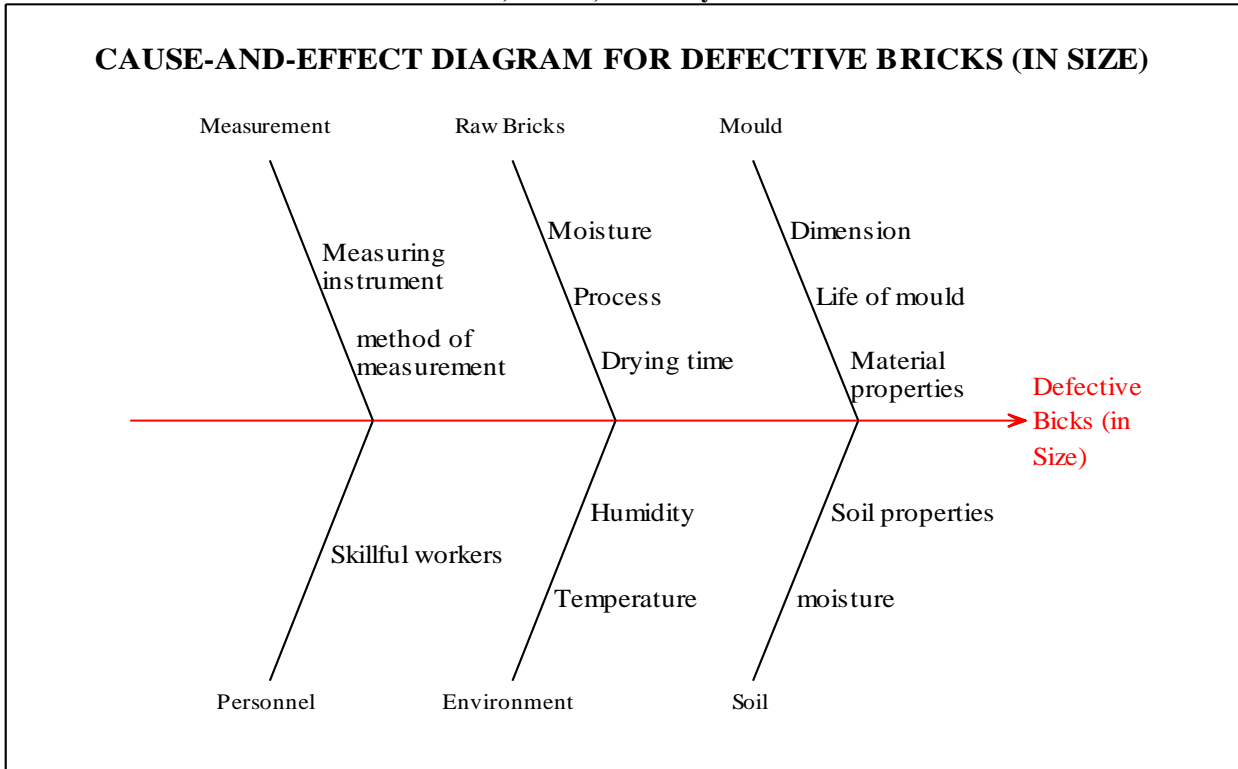 CAUSE-AND-EFFECT DIAGRAM FOR DEFECTIVE BRICKS (IN SIZE)
Measurement
Raw Bricks
Mould
Measuring
instrument
method of
measurement
Moisture
Process
Drying time
Dimension
Life of mould
Material
properties
Defective
Bicks (in
Size)
Skillful workers
Humidity
Temperature
Soil properties
moisture
Personnel
Environment
Soil